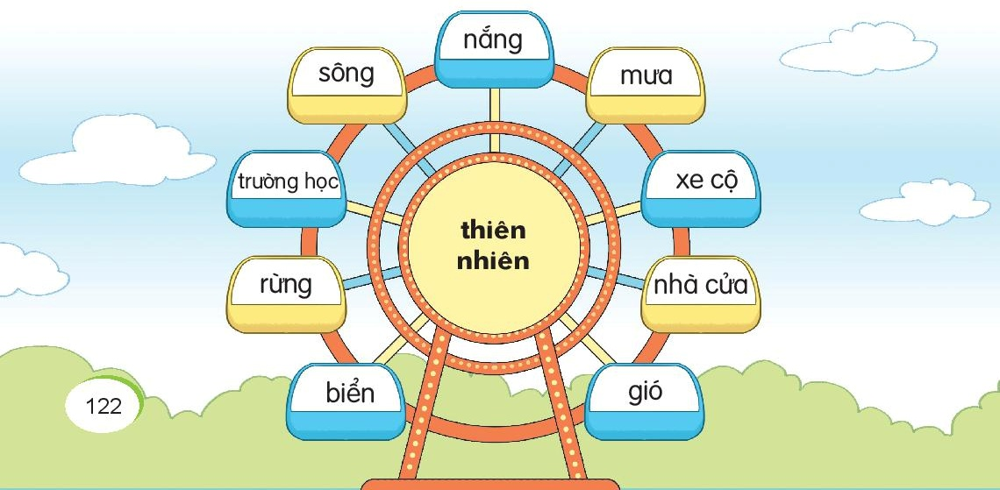 nắng
sông
mưa
trường học
xe cộ
thiên
nhiên
rừng
nhà cửa
biển
gió
122